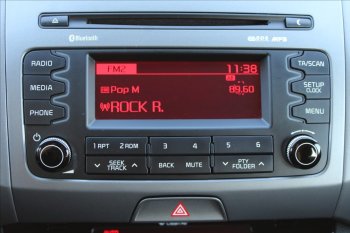 Bluetooth
MP3
RADIO
FM2
11:38
TA/SCAN
MEDIA
Pop M
89.60
SETUP
CLOCK
PHONE
ROCK R.
MENU
1 RPT 2 RDM 3 4 5 6
SEEK
TRACK
BACK MUTE
PTY
FOLDER